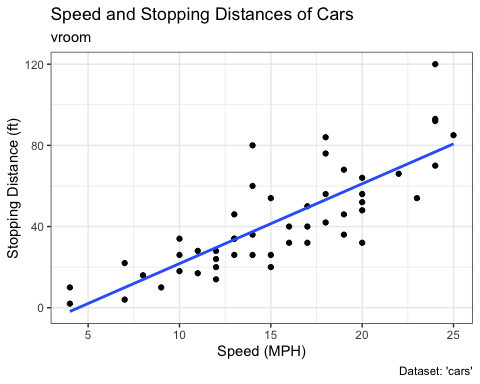 Speed and Stopping Distances of Cars
vroom
Stopping Distance (ft)
120
80
40
0
5 10 15 20 25
Speed (MPH)
Dataset: 'cars'